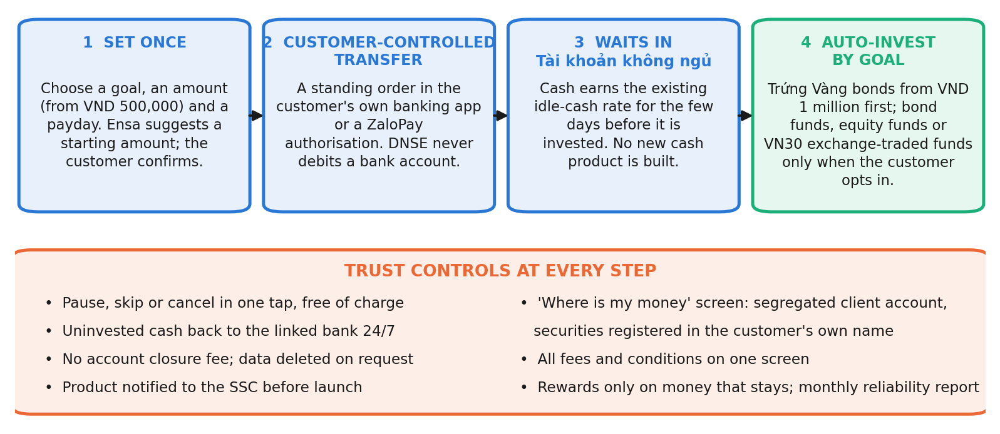 1  SET ONCE
Choose a goal, an amount
(from VND 500,000) and a
payday. Ensa suggests a
starting amount; the
customer confirms.
2  CUSTOMER-CONTROLLED
TRANSFER
A standing order in the
customer's own banking app
or a ZaloPay
authorisation. DNSE never
debits a bank account.
3  WAITS IN
Tài khoản không ngủ
Cash earns the existing
idle-cash rate for the few
days before it is
invested. No new cash
product is built.
4  AUTO-INVEST
BY GOAL
Trứng Vàng bonds from VND
1 million first; bond
funds, equity funds or
VN30 exchange-traded funds
only when the customer
opts in.
TRUST CONTROLS AT EVERY STEP
• Pause, skip or cancel in one tap, free of charge
• Uninvested cash back to the linked bank 24/7
• No account closure fee; data deleted on request
• Product notified to the SSC before launch
• 'Where is my money' screen: segregated client account,
securities registered in the customer's own name
• All fees and conditions on one screen
• Rewards only on money that stays; monthly reliability report